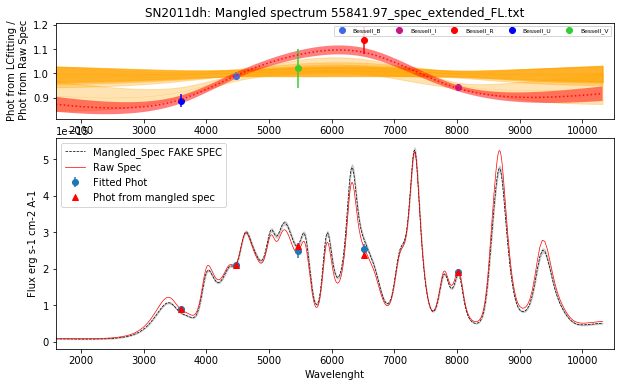 SN2011dh: Mangled spectrum 55841.97_spec_extended_FL.txt
Phot from LCfitting /
Phot from Raw Spec
1.2
1.1
1.0
0.9
Bessell_B
Bessell_I
Bessell_R
Bessell_U
Bessell_V
2000 3000 4000 5000 6000 7000 8000 9000 10000
Flux erg s-1 cm-2 A-1
5
4
3
2
1
0
Mangled_Spec FAKE SPEC
Raw Spec
Fitted Phot
Phot from mangled spec
2000 3000 4000 5000 6000 7000 8000 9000 10000
Wavelenght